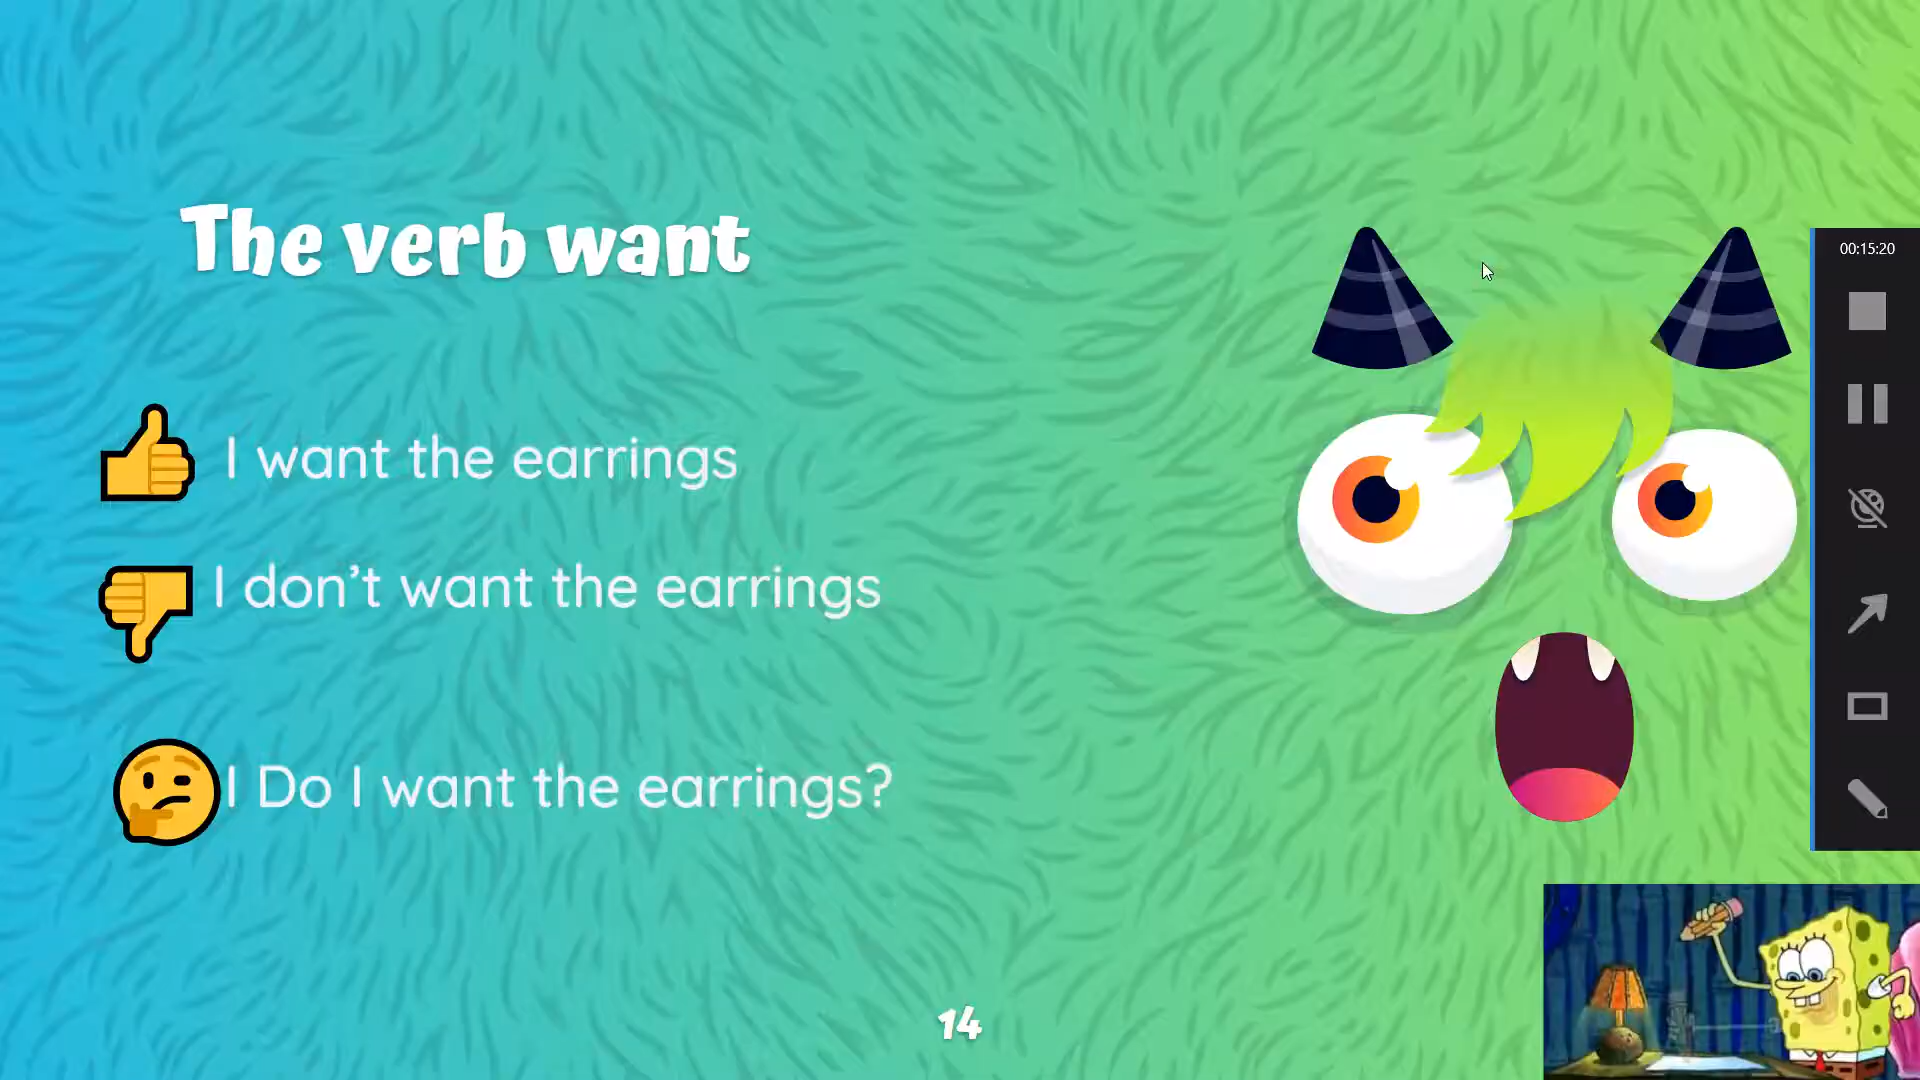 The verb want
00:15:20
I want the earrings
I don’t want the earrings
I Do I want the earrings?
14